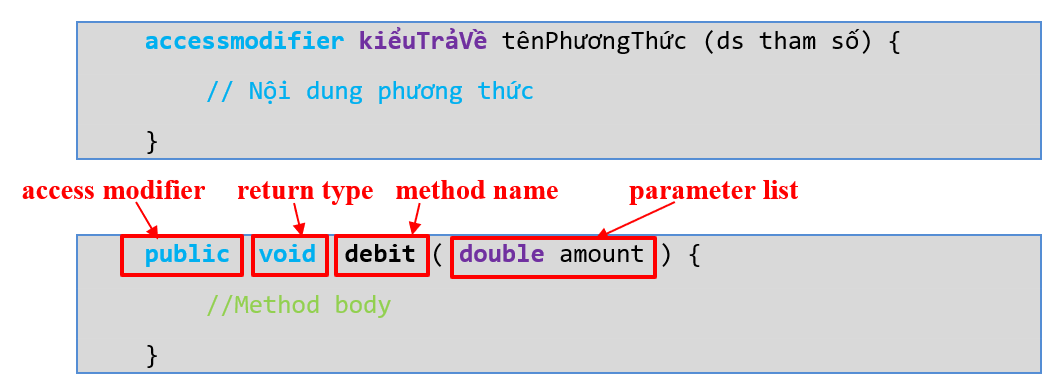 accessmodifier kiểuTrảVề tênPhươngThức (ds tham số) {
// Nội dung phương thức
}
access modifier return type method name parameter list
public void debit ( double amount ) {
//Method body
}